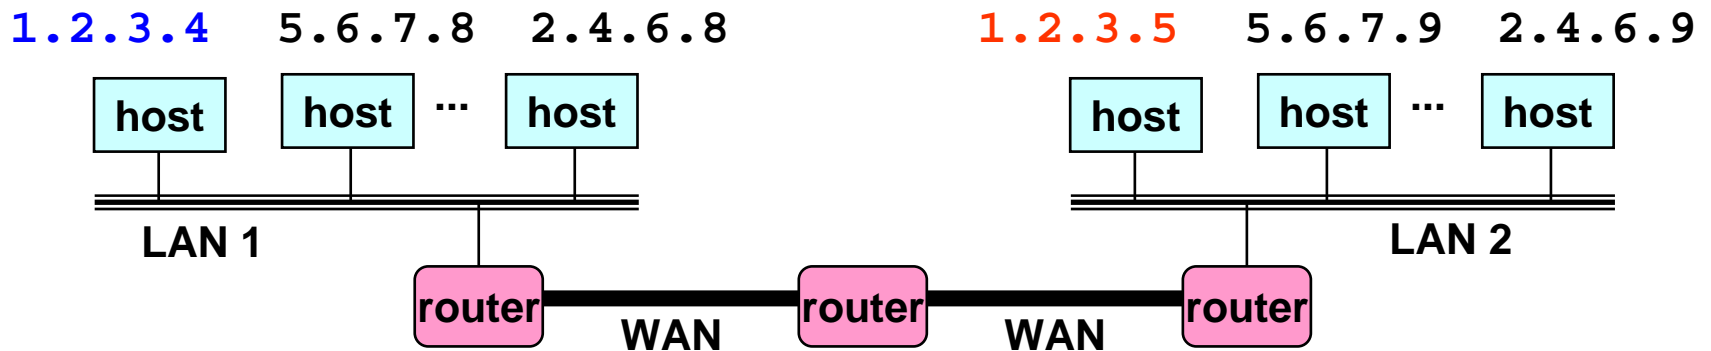 1.2.3.4 5.6.7.8 2.4.6.8 1.2.3.5 5.6.7.9 2.4.6.9
host host ... host host host ... host
LAN 1 LAN 2
router router router
WAN WAN